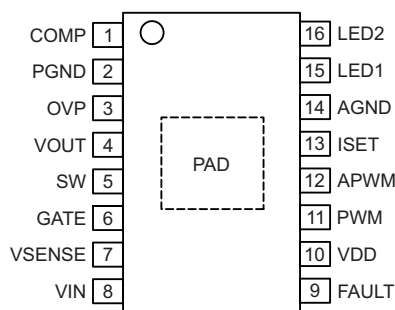 COMP 1 16 LED2
PGND 2 15 LED1
OVP 3 14 AGND
VOUT 4 13 ISET
PAD
SW 5 12 APWM
GATE 6 11 PWM
VSENSE 7 10 VDD
VIN 8 9 FAULT